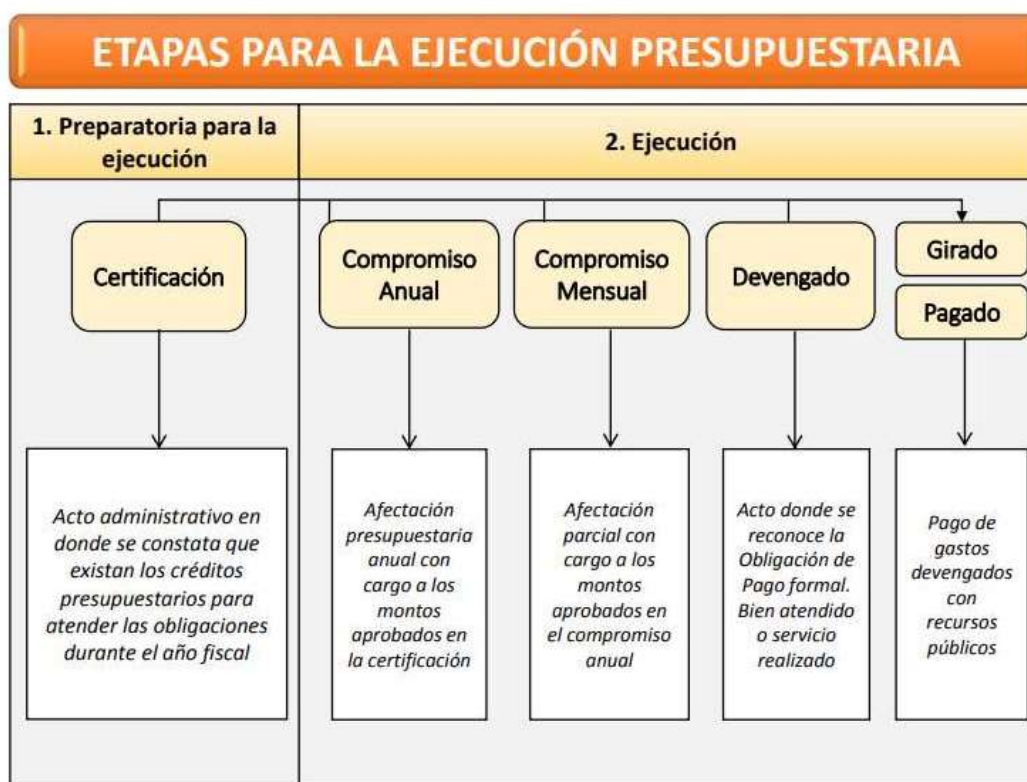 ETAPAS PARA LA EJECUCIÓN PRESUPUESTARIA
1. Preparatoria para la
ejecución
2. Ejecución
Certificación
Compromiso
Anual
Compromiso
Mensual
Devengado
Girado
Pagado
Acto administrativo en
donde se constata que
existan los créditos
presupuestarios para
atender las obligaciones
durante el año fiscal
Afectación
presupuestaria
anual con
cargo a los
montos
aprobados en
la certificación
Afectación
parcial con
cargo a los
montos
aprobados en
el compromiso
anual
Acto donde se
reconoce la
Obligación de
Pago formal.
Bien atendido
o servicio
realizado
Pago de
gastos
devengados
con
recursos
públicos